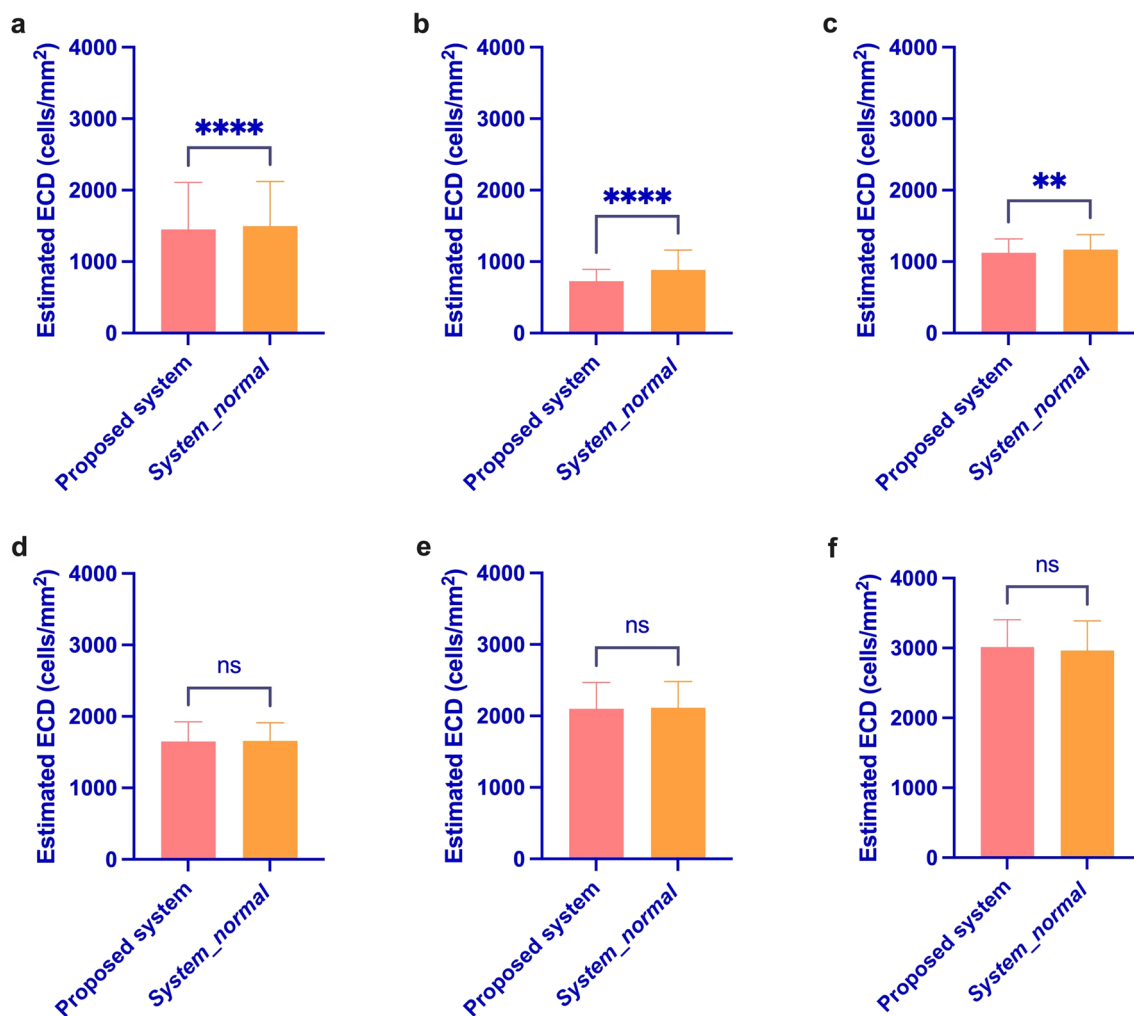 a
Estimated ECD (cells/mm²)
4000
3000
2000
1000
0
****
Proposed system
System_normal
b
Estimated ECD (cells/mm²)
4000
3000
2000
1000
0
****
Proposed system
System_normal
c
Estimated ECD (cells/mm²)
4000
3000
2000
1000
0
**
Proposed system
System_normal
d
Estimated ECD (cells/mm²)
4000
3000
2000
1000
0
ns
Proposed system
System_normal
e
Estimated ECD (cells/mm²)
4000
3000
2000
1000
0
ns
Proposed system
System_normal
f
Estimated ECD (cells/mm²)
4000
3000
2000
1000
0
ns
Proposed system
System_normal